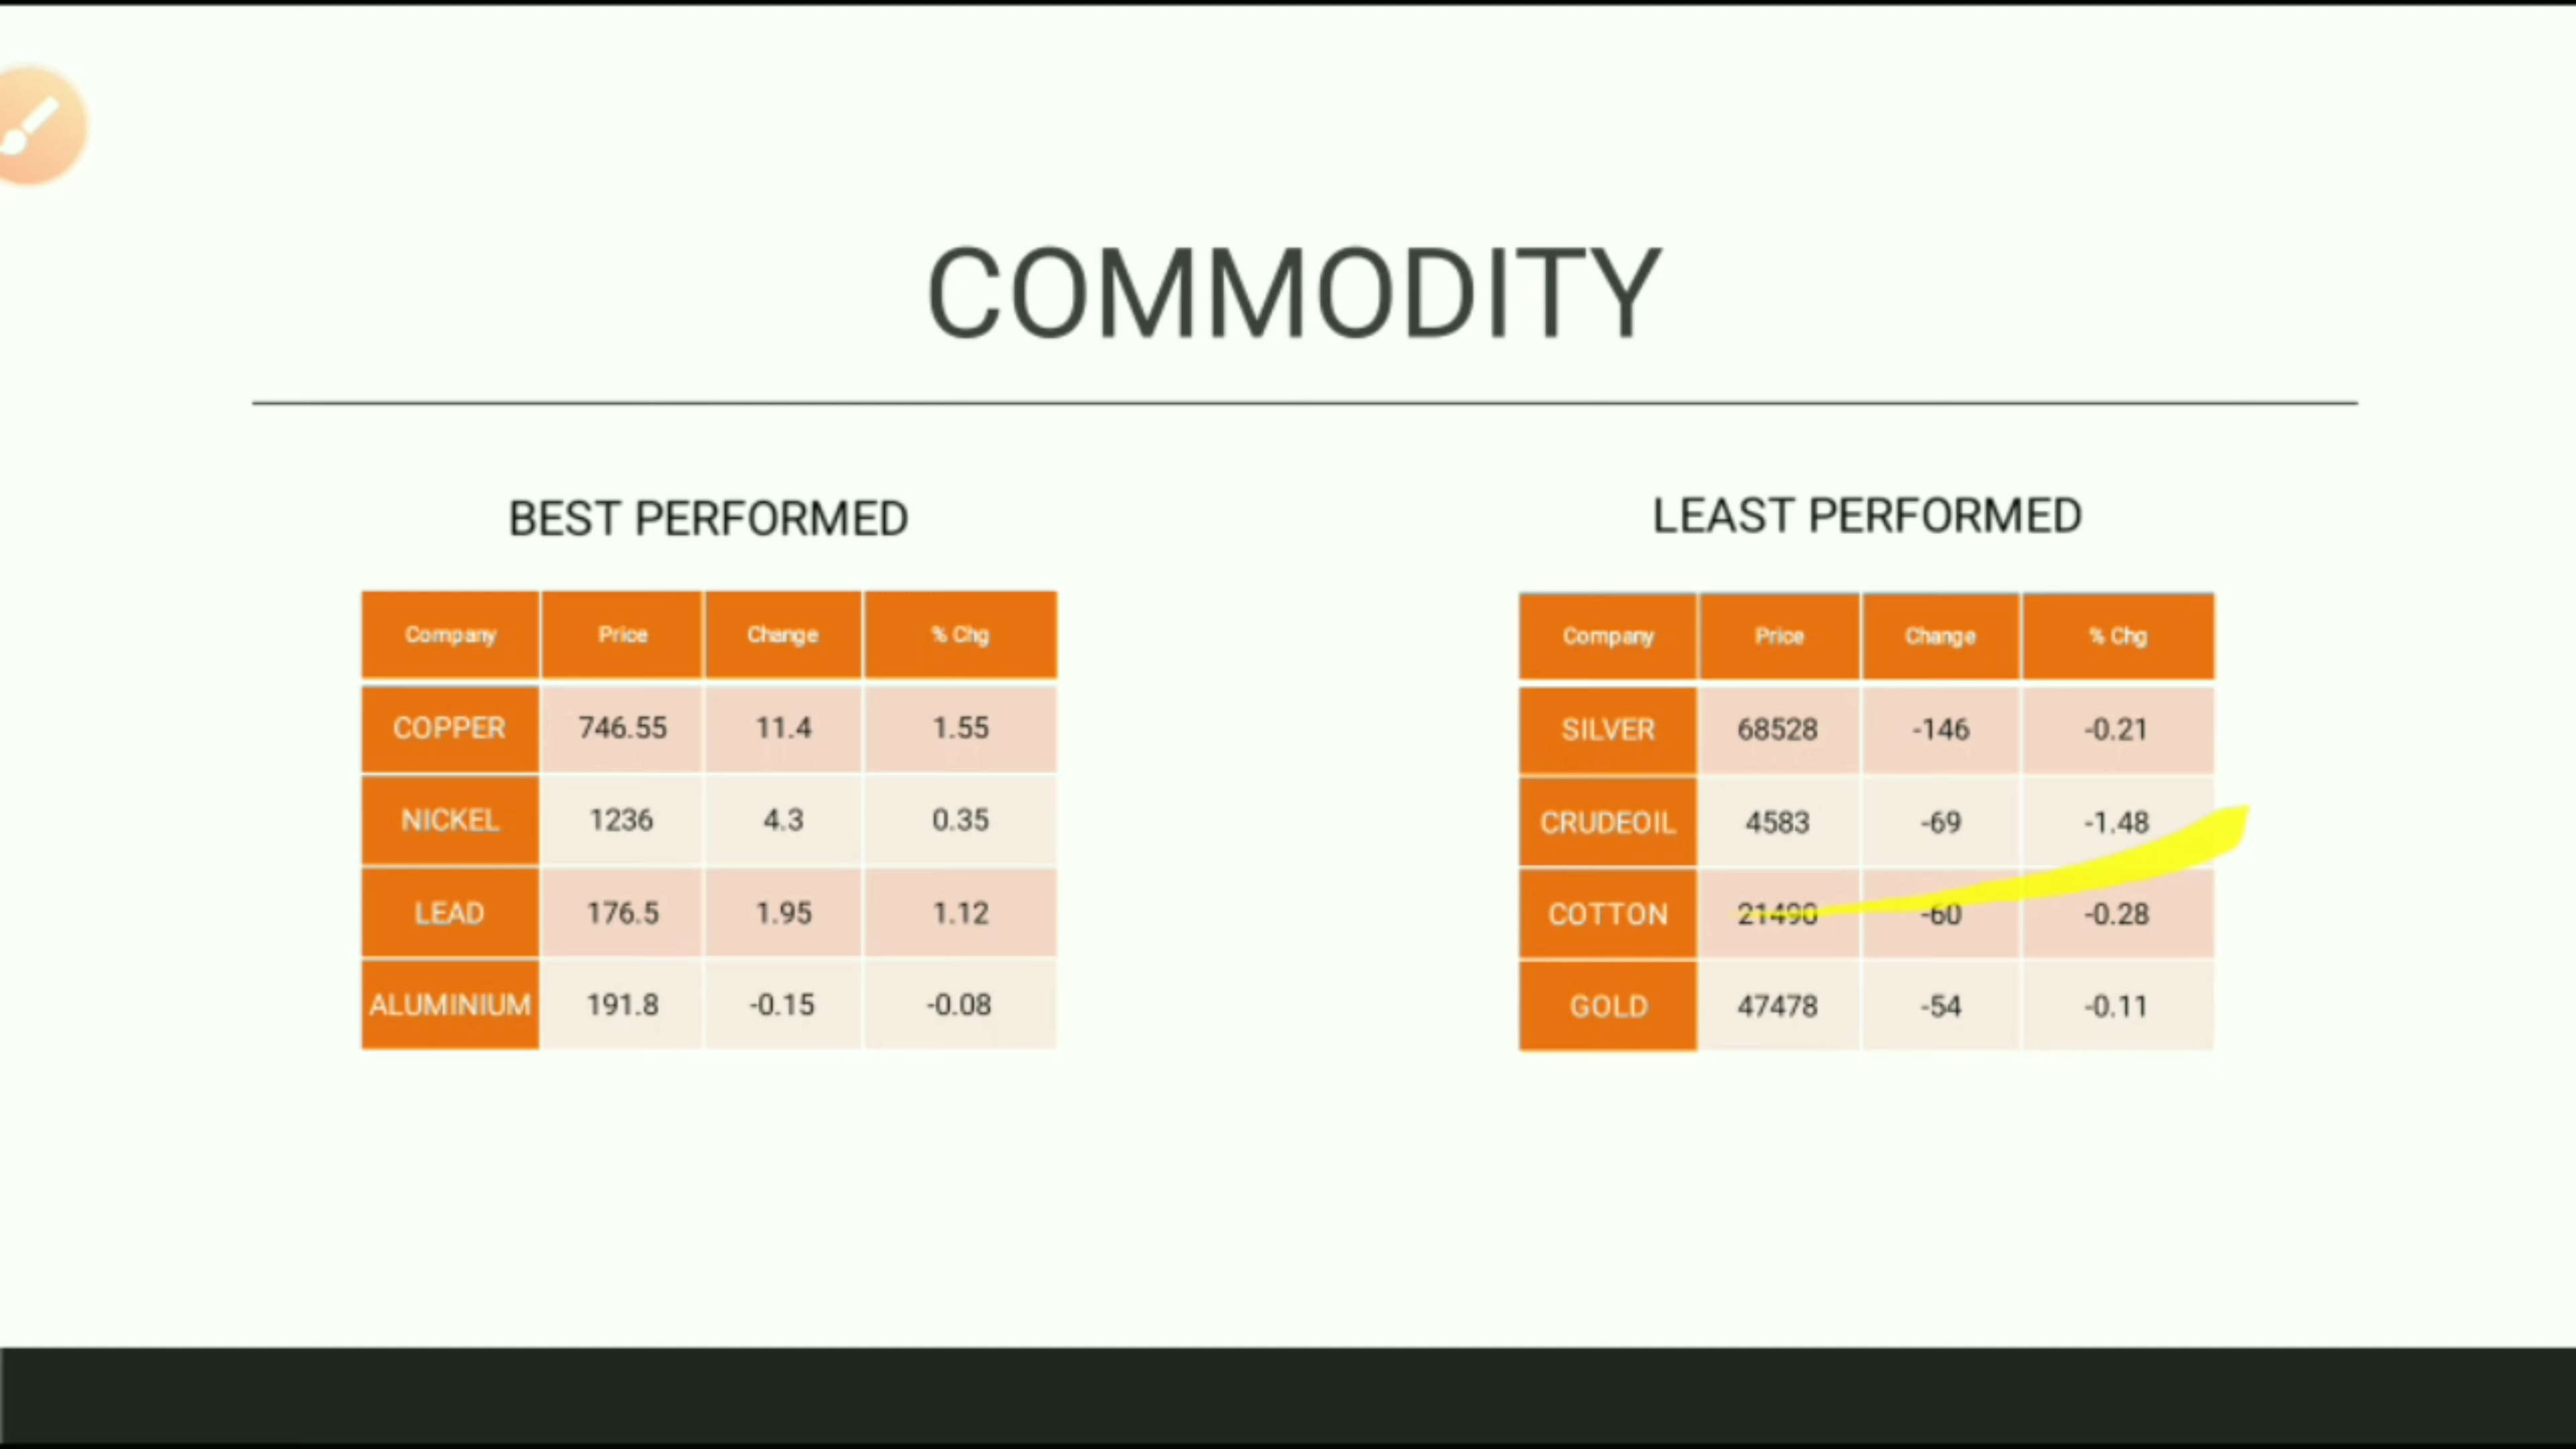 COMMODITY
BEST PERFORMED
Company Price Change % Chg
COPPER 746.55 11.4 1.55
NICKEL 1236 4.3 0.35
LEAD 176.5 1.95 1.12
ALUMINIUM 191.8 -0.15 -0.08
LEAST PERFORMED
Company Price Change % Chg
SILVER 68528 -146 -0.21
CRUDEOIL 4583 -69 -1.48
COTTON 21490 -60 -0.28
GOLD 47478 -54 -0.11